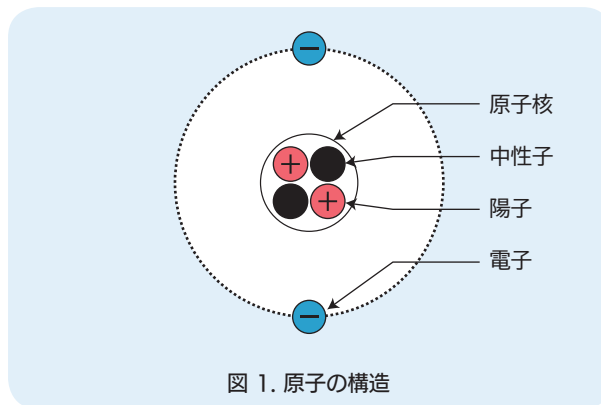 −
原子核
中性子
陽子
電子
+
+
−
図 1. 原子の構造